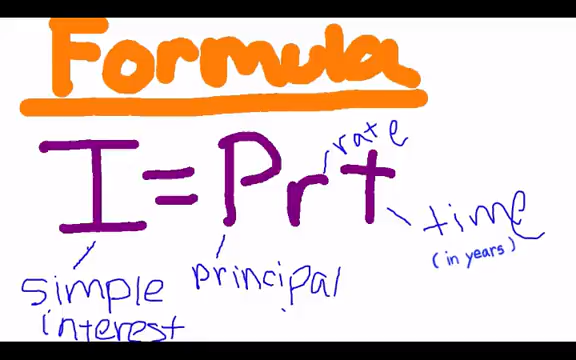 Formula
I = Prt
rate
time
(in years)
simple
interest
principal